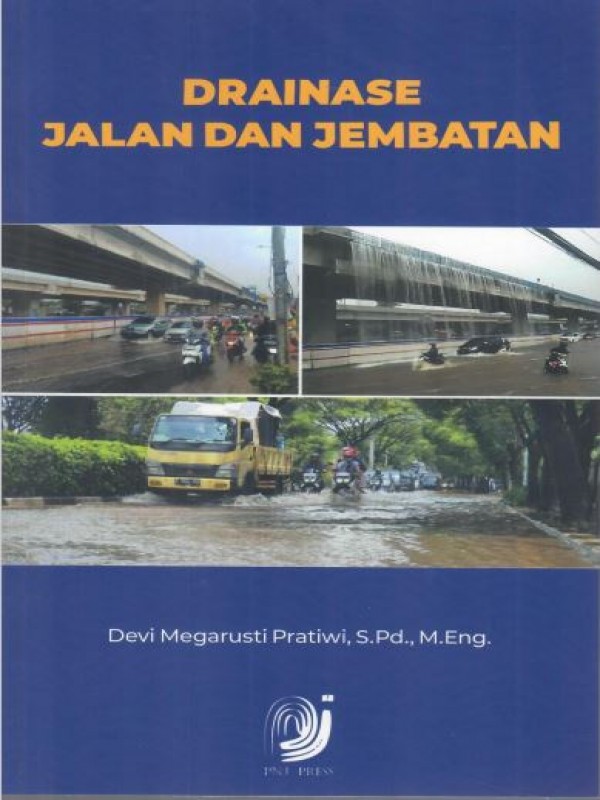 DRAINASE
JALAN DAN JEMBATAN
Devi Megarusti Pratiwi, S.Pd., M.Eng.
PNJ PRESS